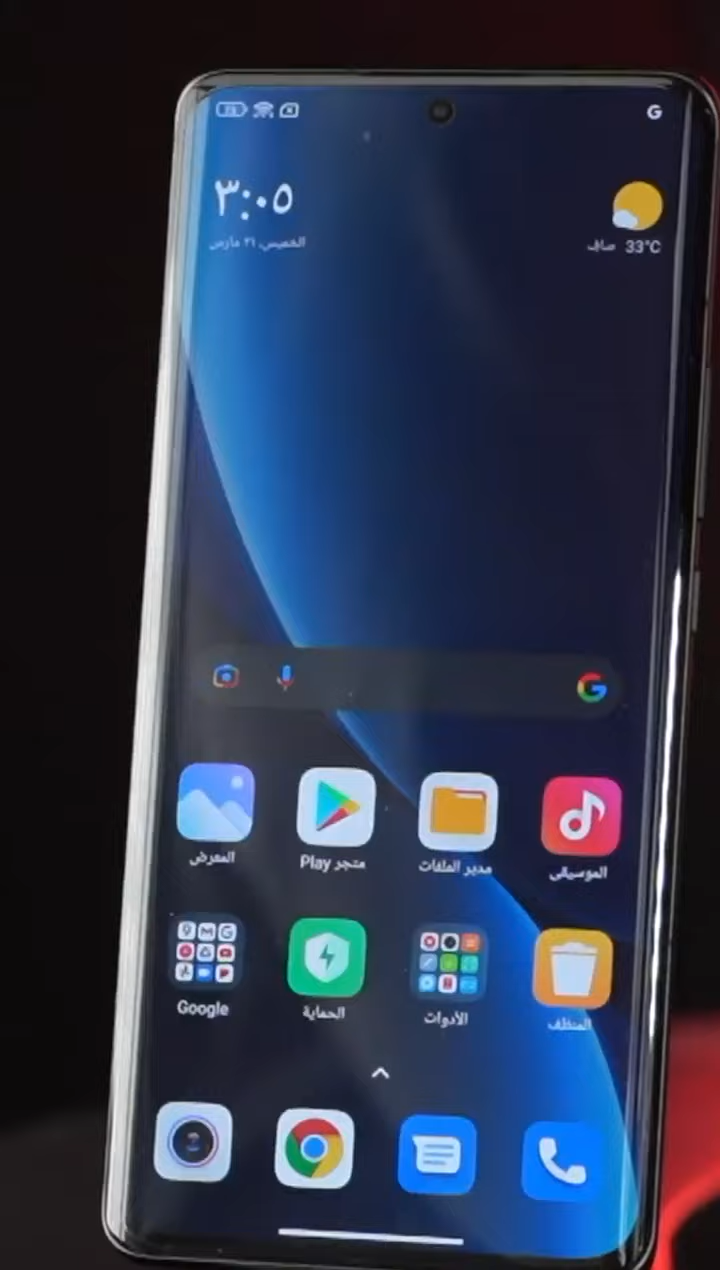 ٣:٠٥
الخميس، ٢١ مارس
33°C صافٍ
المعرض
متجر Play
مدير الملفات
الموسيقى
Google
الحماية
الأدوات
المنظف